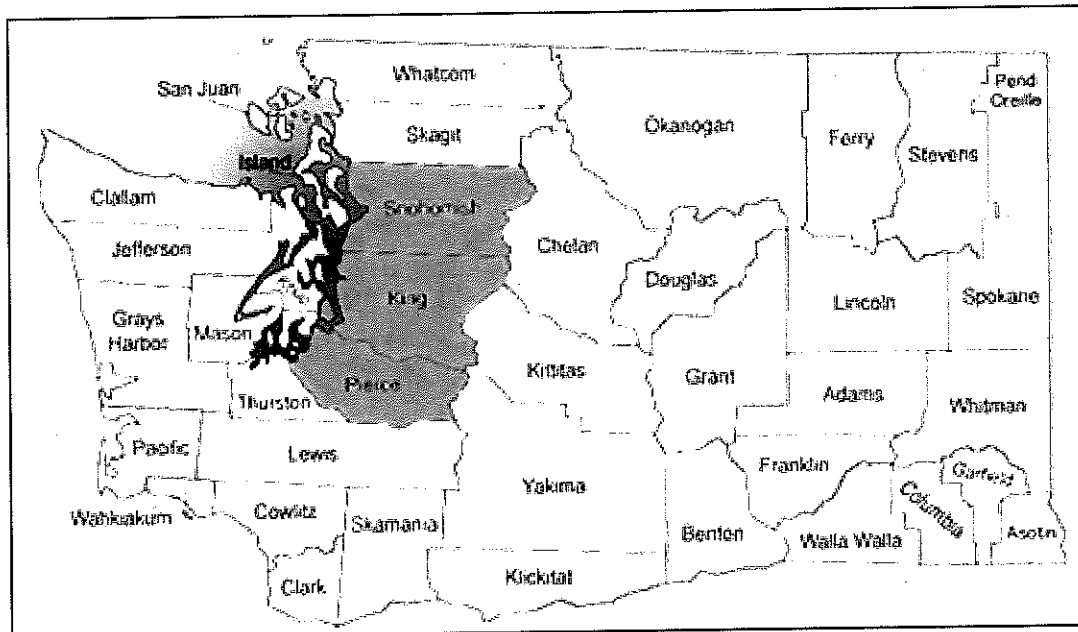 San Juan
Whatcom
Skagit
Island
Okanogan
Ferry
Stevens
Pend
Oreille
Clallam
Snohomish
Jefferson
Chelan
Douglas
King
Lincoln
Spokane
Grays
Harbor
Mason
Kittitas
Grant
Pierce
Adams
Thurston
Whitman
Pacific
Lewis
Franklin
Garfield
Yakima
Wahkiakum
Cowlitz
Skamania
Columbia
Benton
Walla Walla
Asotin
Clark
Klickitat